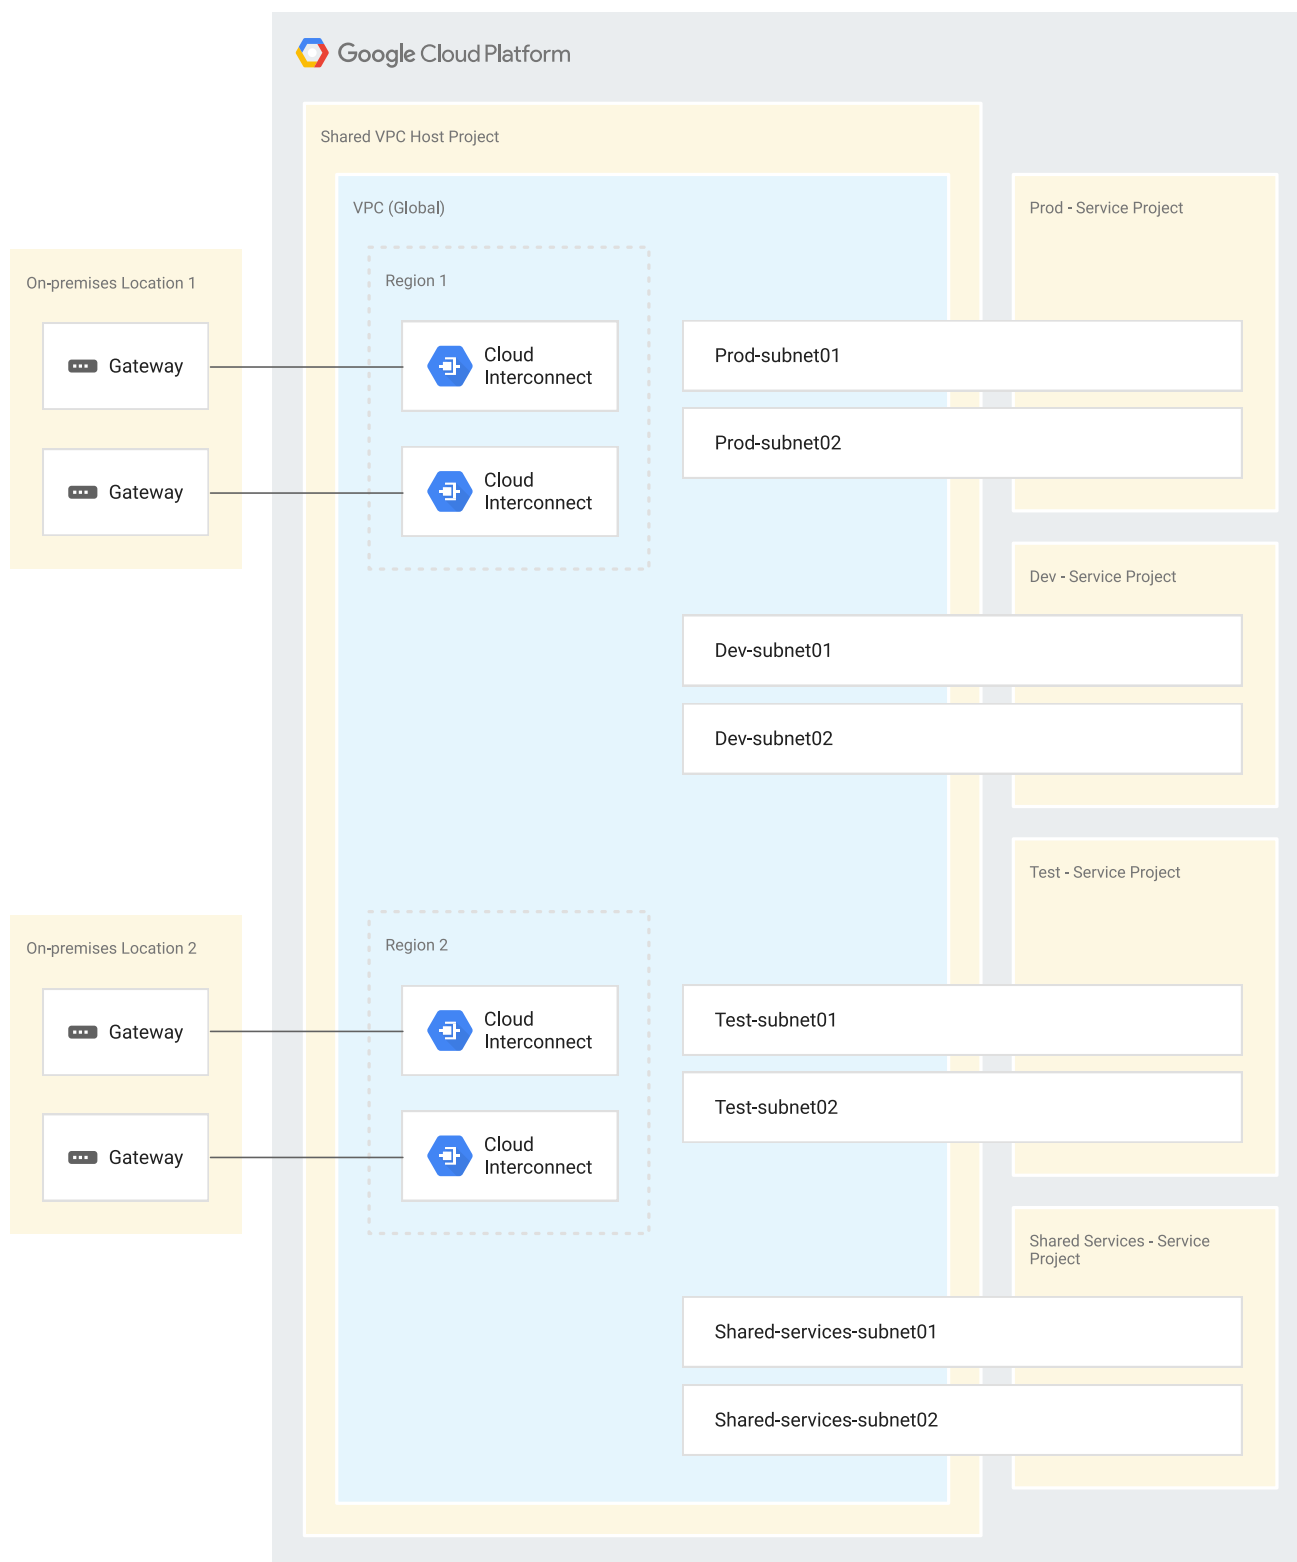 Google Cloud Platform
Shared VPC Host Project
VPC (Global)
Prod - Service Project
On-premises Location 1
Region 1
Gateway
Cloud
Interconnect
Prod-subnet01
Prod-subnet02
Gateway
Cloud
Interconnect
Dev - Service Project
Dev-subnet01
Dev-subnet02
Test - Service Project
On-premises Location 2
Region 2
Gateway
Cloud
Interconnect
Test-subnet01
Test-subnet02
Gateway
Cloud
Interconnect
Shared Services - Service
Project
Shared-services-subnet01
Shared-services-subnet02